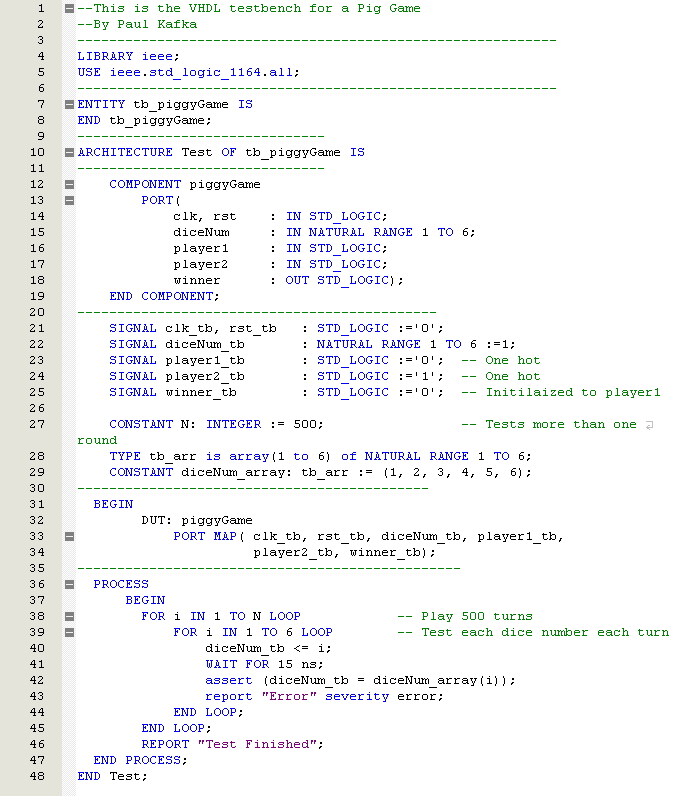 1 --This is the VHDL testbench for a Pig Game
2 --By Paul Kafka
3 ------------------------------------------------------------
4 LIBRARY ieee;
5 USE ieee.std_logic_1164.all;
6 ------------------------------------------------------------
7 ENTITY tb_piggyGame IS
8 END tb_piggyGame;
9 -------------------------------
10 ARCHITECTURE Test OF tb_piggyGame IS
11 -------------------------------
12     COMPONENT piggyGame
13         PORT(
14             clk, rst    : IN STD_LOGIC;
15             diceNum     : IN NATURAL RANGE 1 TO 6;
16             player1     : IN STD_LOGIC;
17             player2     : IN STD_LOGIC;
18             winner      : OUT STD_LOGIC);
19     END COMPONENT;
20 ---------------------------------------------
21     SIGNAL clk_tb, rst_tb   : STD_LOGIC :='0';
22     SIGNAL diceNum_tb       : NATURAL RANGE 1 TO 6 :=1;
23     SIGNAL player1_tb       : STD_LOGIC :='0';  -- One hot
24     SIGNAL player2_tb       : STD_LOGIC :='1';  -- One hot
25     SIGNAL winner_tb        : STD_LOGIC :='0';  -- Initilaized to player1
26
27     CONSTANT N: INTEGER := 500;                 -- Tests more than one
round
28     TYPE tb_arr is array(1 to 6) of NATURAL RANGE 1 TO 6;
29     CONSTANT diceNum_array: tb_arr := (1, 2, 3, 4, 5, 6);
30 --------------------------------------------
31   BEGIN
32         DUT: piggyGame
33             PORT MAP( clk_tb, rst_tb, diceNum_tb, player1_tb,
34                       player2_tb, winner_tb);
35 ------------------------------------------------
36   PROCESS
37       BEGIN
38         FOR i IN 1 TO N LOOP            -- Play 500 turns
39             FOR i IN 1 TO 6 LOOP        -- Test each dice number each turn
40                 diceNum_tb <= i;
41                 WAIT FOR 15 ns;
42                 assert (diceNum_tb = diceNum_array(i));
43                 report "Error" severity error;
44             END LOOP;
45         END LOOP;
46         REPORT "Test Finished";
47   END PROCESS;
48 END Test;